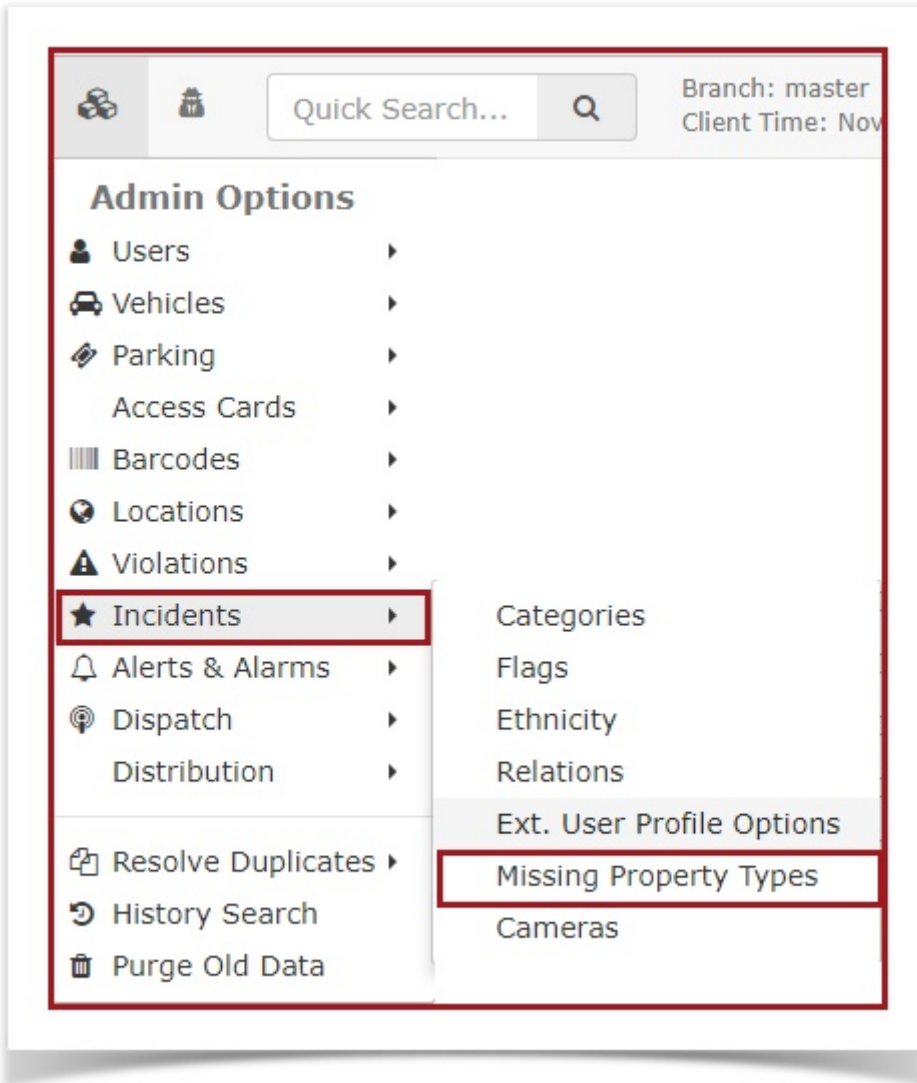 Quick Search...
Branch: master
Client Time: Nov
Admin Options
Users
Vehicles
Parking
Access Cards
Barcodes
Locations
Violations
Incidents
Alerts & Alarms
Dispatch
Distribution
Resolve Duplicates
History Search
Purge Old Data
Categories
Flags
Ethnicity
Relations
Ext. User Profile Options
Missing Property Types
Cameras